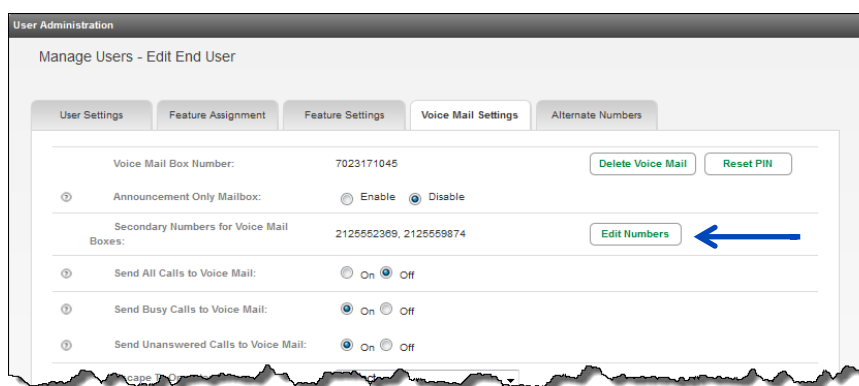 User Administration
Manage Users - Edit End User
User Settings Feature Assignment Feature Settings Voice Mail Settings Alternate Numbers
Voice Mail Box Number: 7023171045 Delete Voice Mail Reset PIN
Announcement Only Mailbox: Enable Disable
Secondary Numbers for Voice Mail
Boxes: 2125552369, 2125559874 Edit Numbers
Send All Calls to Voice Mail: On Off
Send Busy Calls to Voice Mail: On Off
Send Unanswered Calls to Voice Mail: On Off